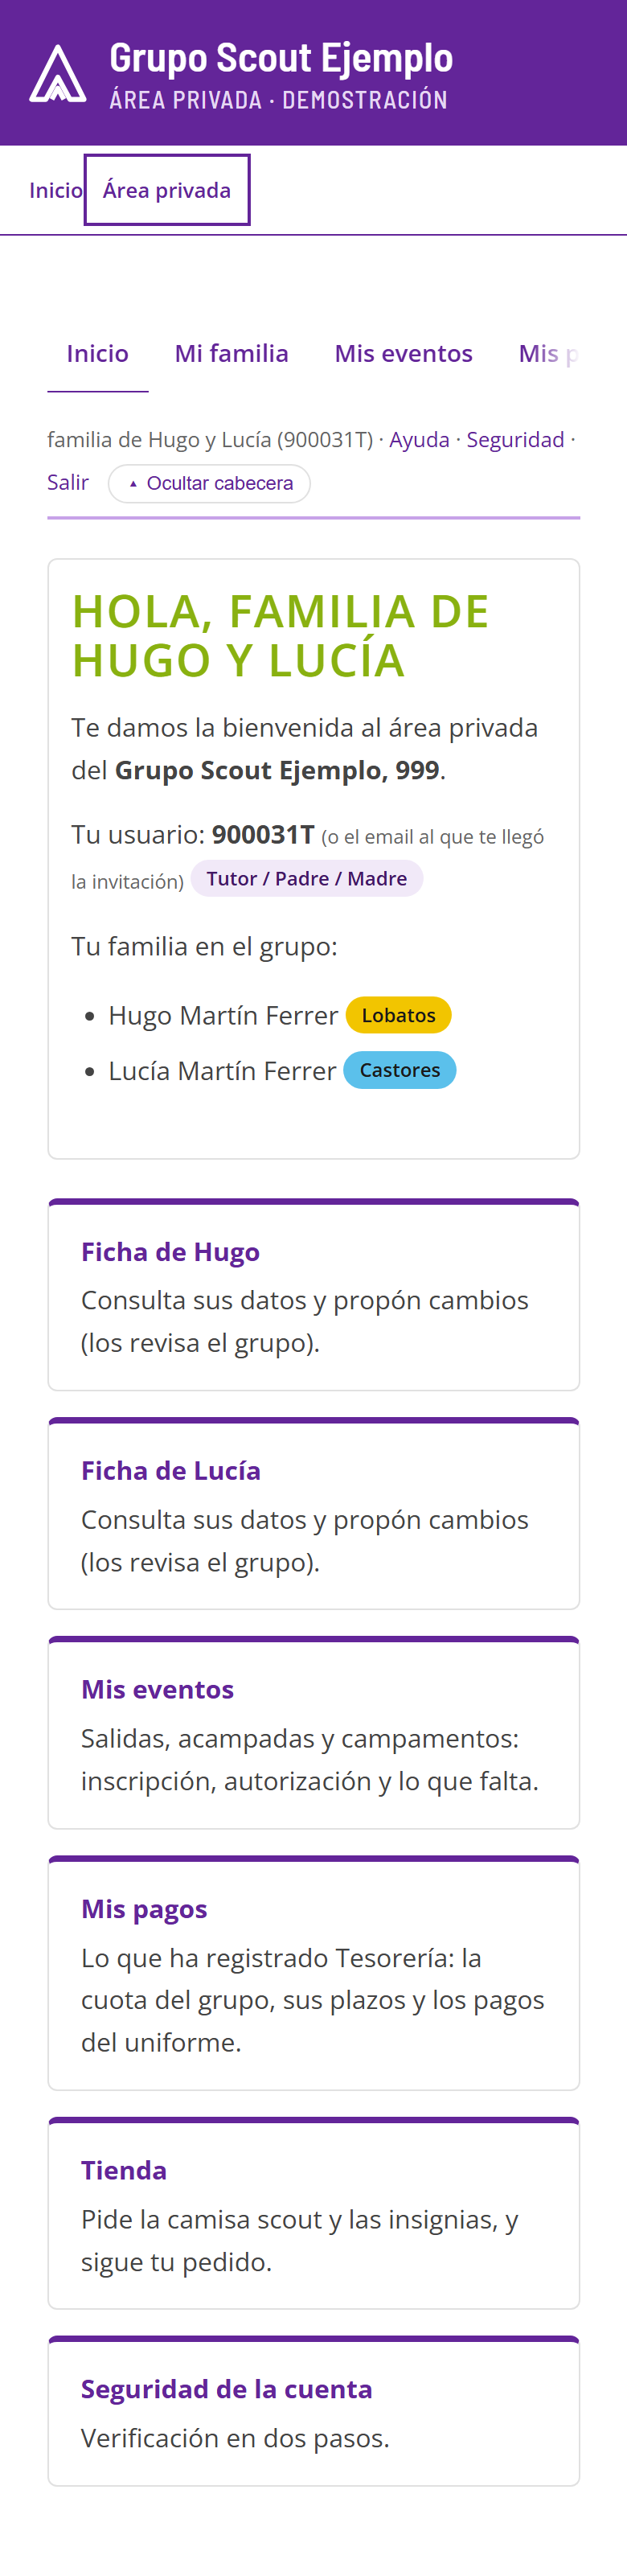 Grupo Scout Ejemplo
ÁREA PRIVADA · DEMOSTRACIÓN
Inicio Área privada
Inicio Mi familia Mis eventos Mis p
familia de Hugo y Lucía (900031T) · Ayuda · Seguridad ·
Salir ▲ Ocultar cabecera
HOLA, FAMILIA DE
HUGO Y LUCÍA
Te damos la bienvenida al área privada
del Grupo Scout Ejemplo, 999.
Tu usuario: 900031T (o el email al que te llegó
la invitación) Tutor / Padre / Madre
Tu familia en el grupo:
• Hugo Martín Ferrer Lobatos
• Lucía Martín Ferrer Castores
Ficha de Hugo
Consulta sus datos y propón cambios
(los revisa el grupo).
Ficha de Lucía
Consulta sus datos y propón cambios
(los revisa el grupo).
Mis eventos
Salidas, acampadas y campamentos:
inscripción, autorización y lo que falta.
Mis pagos
Lo que ha registrado Tesorería: la
cuota del grupo, sus plazos y los pagos
del uniforme.
Tienda
Pide la camisa scout y las insignias, y
sigue tu pedido.
Seguridad de la cuenta
Verificación en dos pasos.